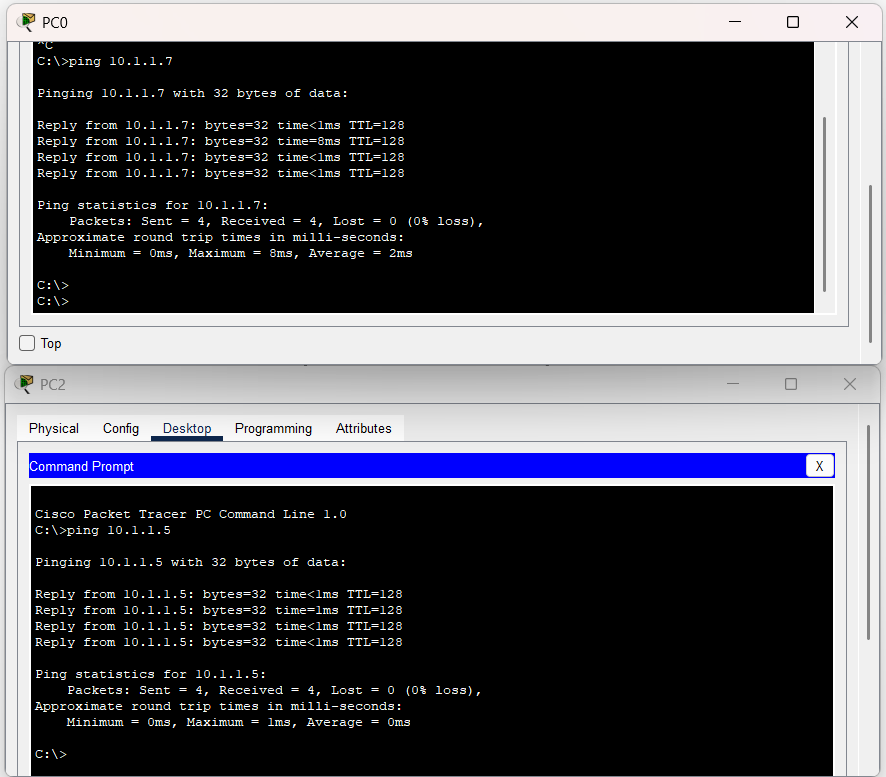 PC0
^C
C:\>ping 10.1.1.7
Pinging 10.1.1.7 with 32 bytes of data:
Reply from 10.1.1.7: bytes=32 time<1ms TTL=128
Reply from 10.1.1.7: bytes=32 time=8ms TTL=128
Reply from 10.1.1.7: bytes=32 time<1ms TTL=128
Reply from 10.1.1.7: bytes=32 time<1ms TTL=128
Ping statistics for 10.1.1.7:
    Packets: Sent = 4, Received = 4, Lost = 0 (0% loss),
Approximate round trip times in milli-seconds:
    Minimum = 0ms, Maximum = 8ms, Average = 2ms
C:\>
C:\>
Top
PC2
Physical Config Desktop Programming Attributes
Command Prompt X
Cisco Packet Tracer PC Command Line 1.0
C:\>ping 10.1.1.5
Pinging 10.1.1.5 with 32 bytes of data:
Reply from 10.1.1.5: bytes=32 time<1ms TTL=128
Reply from 10.1.1.5: bytes=32 time=1ms TTL=128
Reply from 10.1.1.5: bytes=32 time<1ms TTL=128
Reply from 10.1.1.5: bytes=32 time<1ms TTL=128
Ping statistics for 10.1.1.5:
    Packets: Sent = 4, Received = 4, Lost = 0 (0% loss),
Approximate round trip times in milli-seconds:
    Minimum = 0ms, Maximum = 1ms, Average = 0ms
C:\>